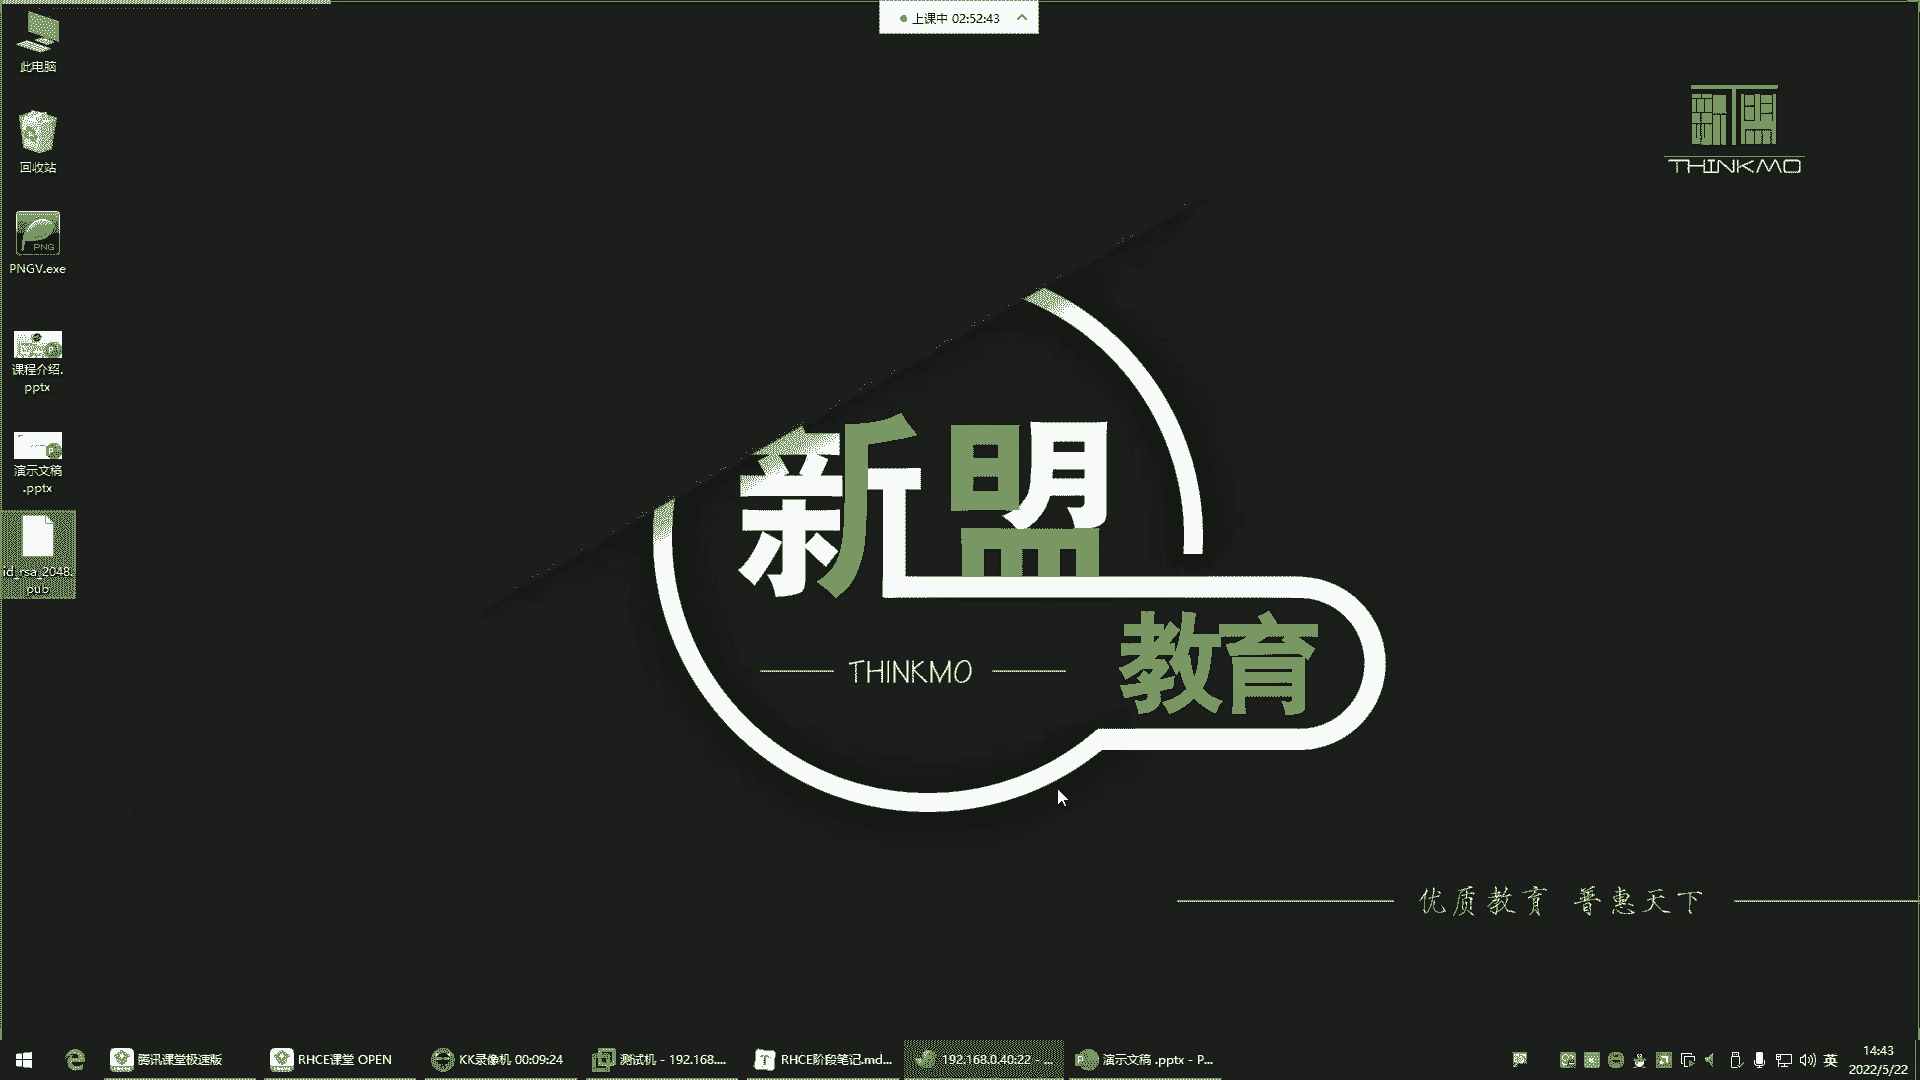 上课中 02:52:43
此电脑
回收站
PNG
PNGV.exe
课程介绍.
pptx
演示文稿
.pptx
id_rsa_2048.
pub
新盟
THINKMO
新盟
教育
THINKMO
优质教育 普惠天下
腾讯课堂极速版
RHCE课堂 OPEN
KK录像机 00:09:24
测试机 - 192.168....
RHCE阶段笔记.md...
192.168.0.40:22 - ...
演示文稿 .pptx - P...
英
14:43
2022/5/22